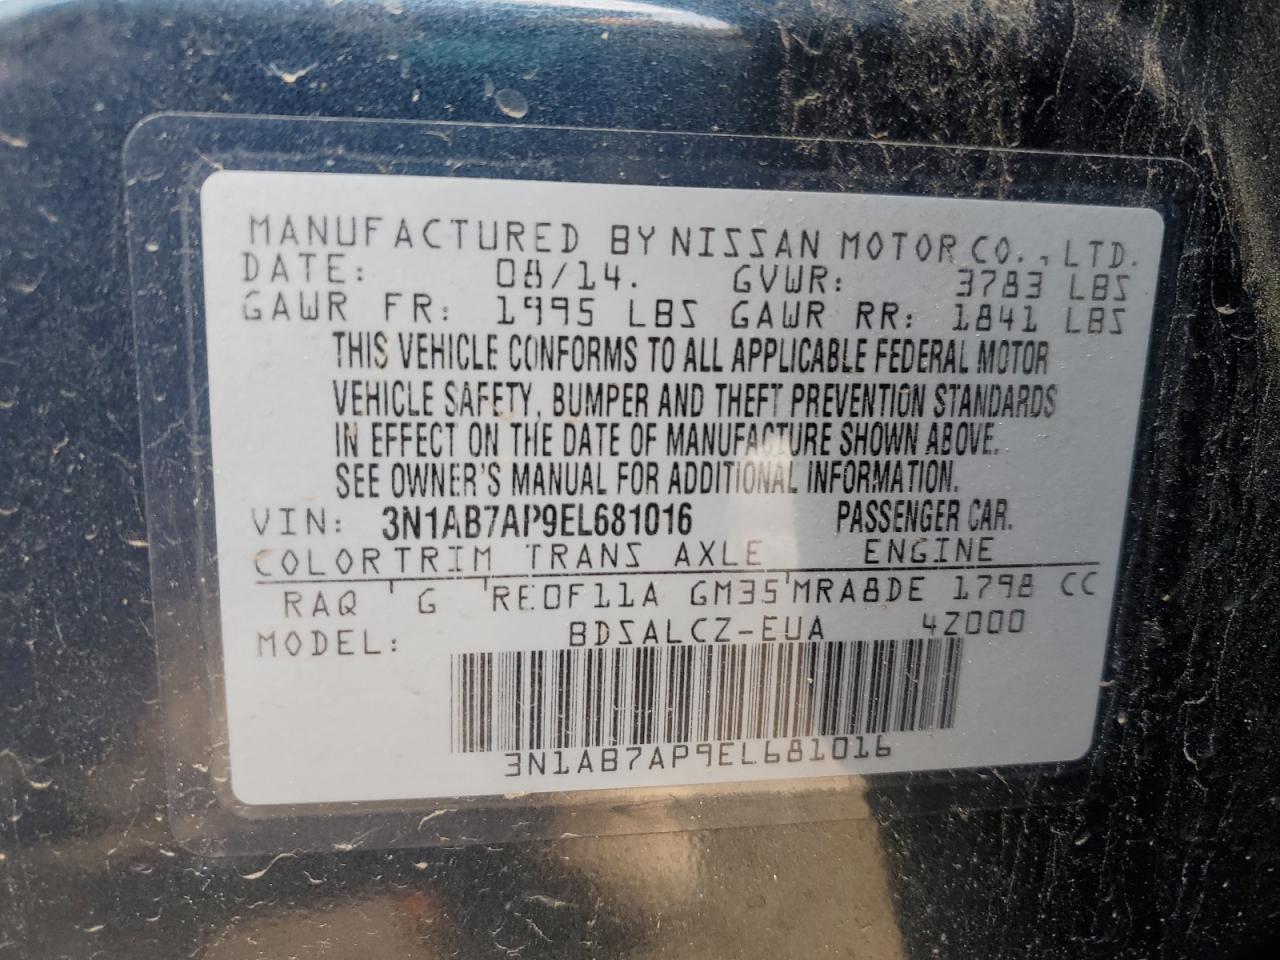 MANUFACTURED BY NISSAN MOTOR CO., LTD.
DATE: 08/14. GVWR: 3783 LBS
GAWR FR: 1995 LBS GAWR RR: 1841 LBS
THIS VEHICLE CONFORMS TO ALL APPLICABLE FEDERAL MOTOR
VEHICLE SAFETY, BUMPER AND THEFT PREVENTION STANDARDS
IN EFFECT ON THE DATE OF MANUFACTURE SHOWN ABOVE.
SEE OWNER'S MANUAL FOR ADDITIONAL INFORMATION.
VIN: 3N1AB7AP9EL681016 PASSENGER CAR.
COLOR TRIM TRANS AXLE ENGINE
RAQ G RE0F11A GM35 MRA8DE 1798 CC
MODEL: BDSALCZ-EUA 4Z000
3N1AB7AP9EL681016